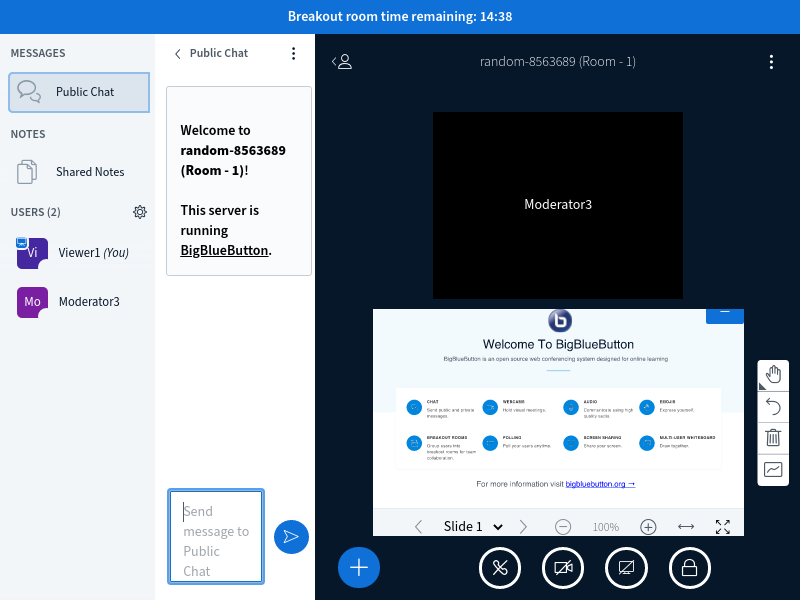 Breakout room time remaining: 14:38
MESSAGES
Public Chat
NOTES
Shared Notes
USERS (2)
Vi
Viewer1 (You)
Mo
Moderator3
Public Chat
Welcome to
random-8563689
(Room - 1)!
This server is
running
BigBlueButton.
Send
message to
Public
Chat
random-8563689 (Room - 1)
Moderator3
b
Welcome To BigBlueButton
BigBlueButton is an open source web conferencing system designed for online learning
CHAT
Send public and private
messages.
WEBCAMS
Hold visual meetings.
AUDIO
Communicate using high
quality audio.
EMOJIS
Express yourself.
BREAKOUT ROOMS
Group users into
breakout rooms for team
collaboration.
POLLING
Poll your users anytime.
SCREEN SHARING
Share your screen.
MULTI-USER WHITEBOARD
Draw together.
For more information visit bigbluebutton.org →
Slide 1
100%